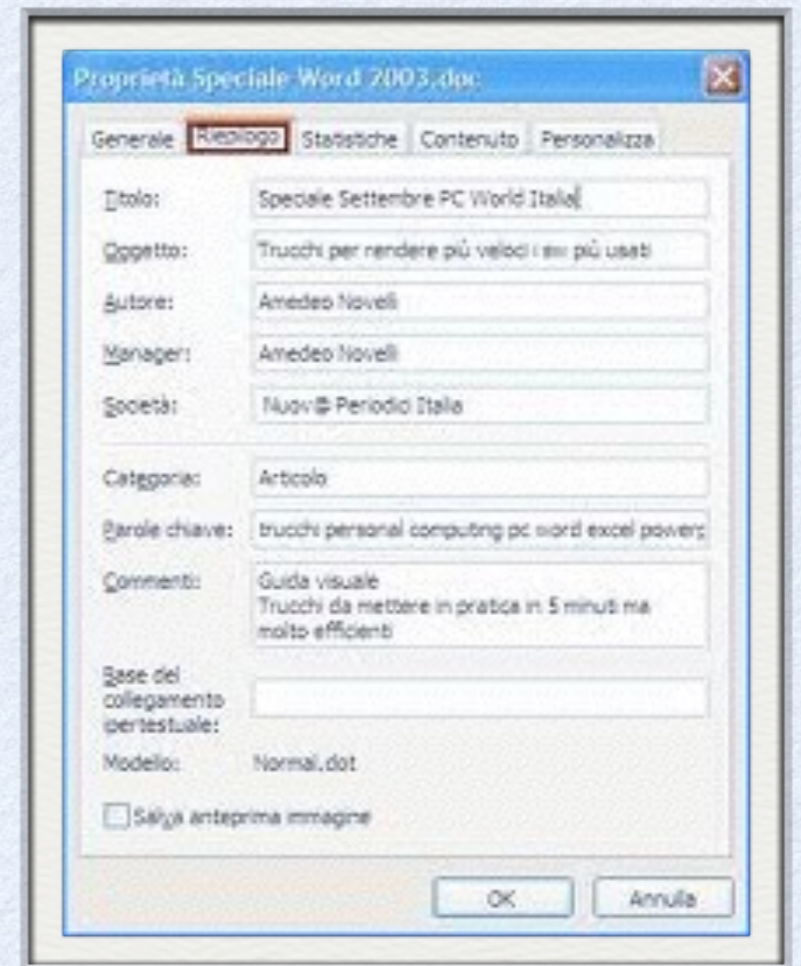 Proprietà Speciale Word 2003.doc
Generale Riepilogo Statistiche Contenuto Personalizza
Titolo: Speciale Settembre PC World Italia
Oggetto: Trucchi per rendere più veloci i sw più usati
Autore: Amedeo Novelli
Manager: Amedeo Novelli
Società: Nuov@ Periodici Italia
Categoria: Articolo
Parole chiave: trucchi personal computing pc word excel powerp
Commenti: Guida visuale
Trucchi da mettere in pratica in 5 minuti ma
molto efficienti
Base del
collegamento
ipertestuale:
Modello: Normal.dot
Salva anteprima immagine
OK Annulla